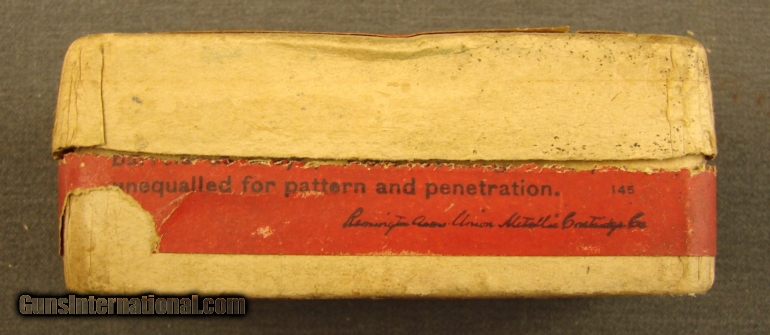 unequalled for pattern and penetration. 145
Remington Arms Union Metallic Cartridge Co
GunsInternational.com